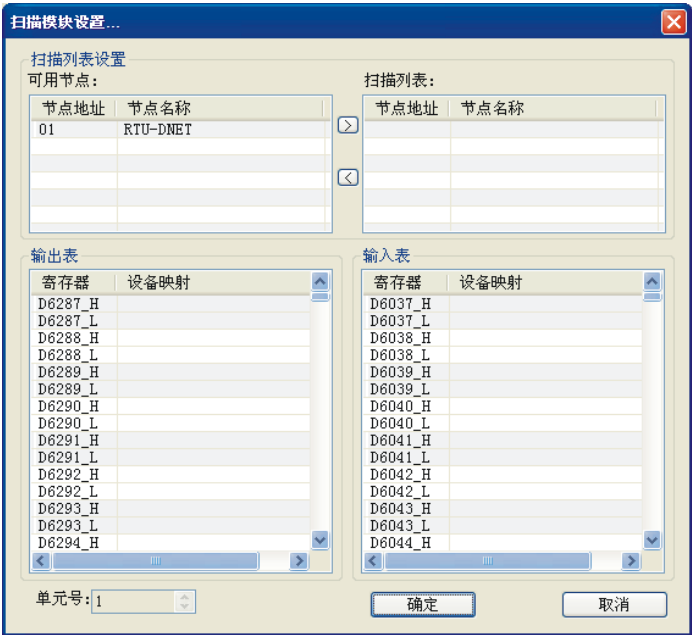 扫描模块设置...
扫描列表设置
可用节点:
节点地址 节点名称
01 RTU-DNET
>
<
扫描列表:
节点地址 节点名称
输出表
寄存器 设备映射
D6287_H
D6287_L
D6288_H
D6288_L
D6289_H
D6289_L
D6290_H
D6290_L
D6291_H
D6291_L
D6292_H
D6292_L
D6293_H
D6293_L
D6294_H
输入表
寄存器 设备映射
D6037_H
D6037_L
D6038_H
D6038_L
D6039_H
D6039_L
D6040_H
D6040_L
D6041_H
D6041_L
D6042_H
D6042_L
D6043_H
D6043_L
D6044_H
单元号: 1
确定
取消